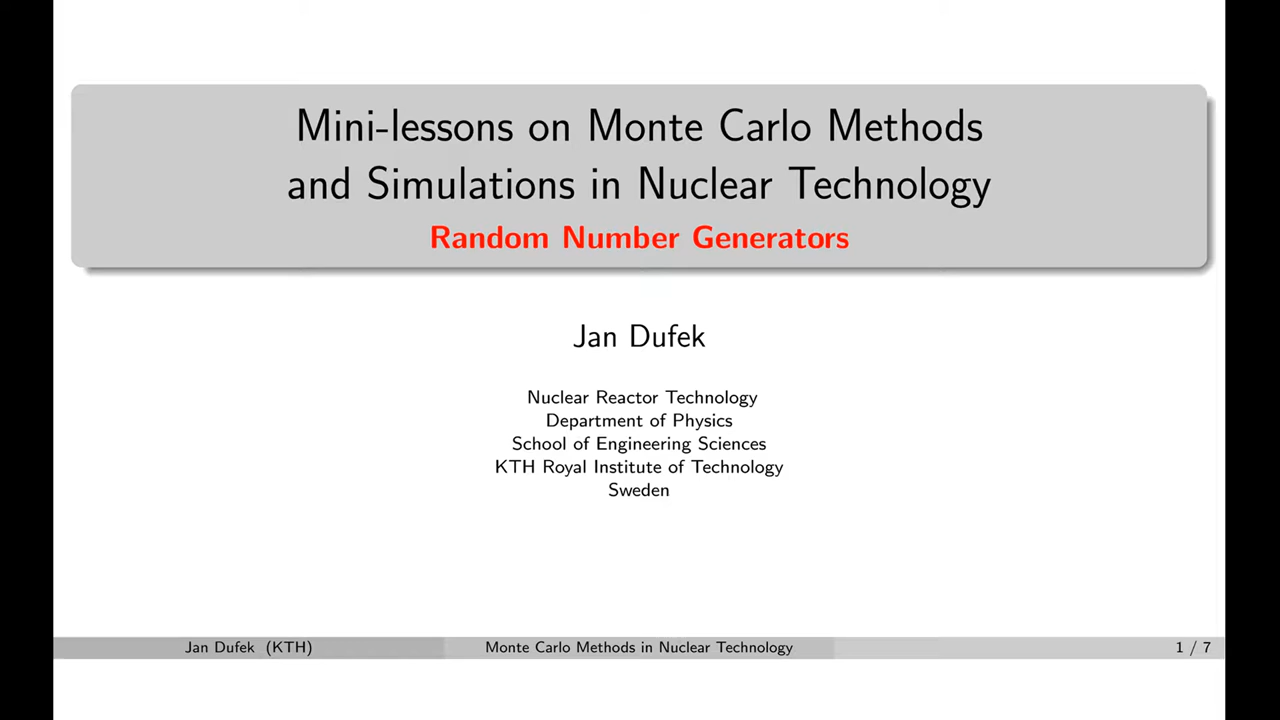 Mini-lessons on Monte Carlo Methods
and Simulations in Nuclear Technology
Random Number Generators
Jan Dufek
Nuclear Reactor Technology
Department of Physics
School of Engineering Sciences
KTH Royal Institute of Technology
Sweden
Jan Dufek (KTH)
Monte Carlo Methods in Nuclear Technology
1 / 7